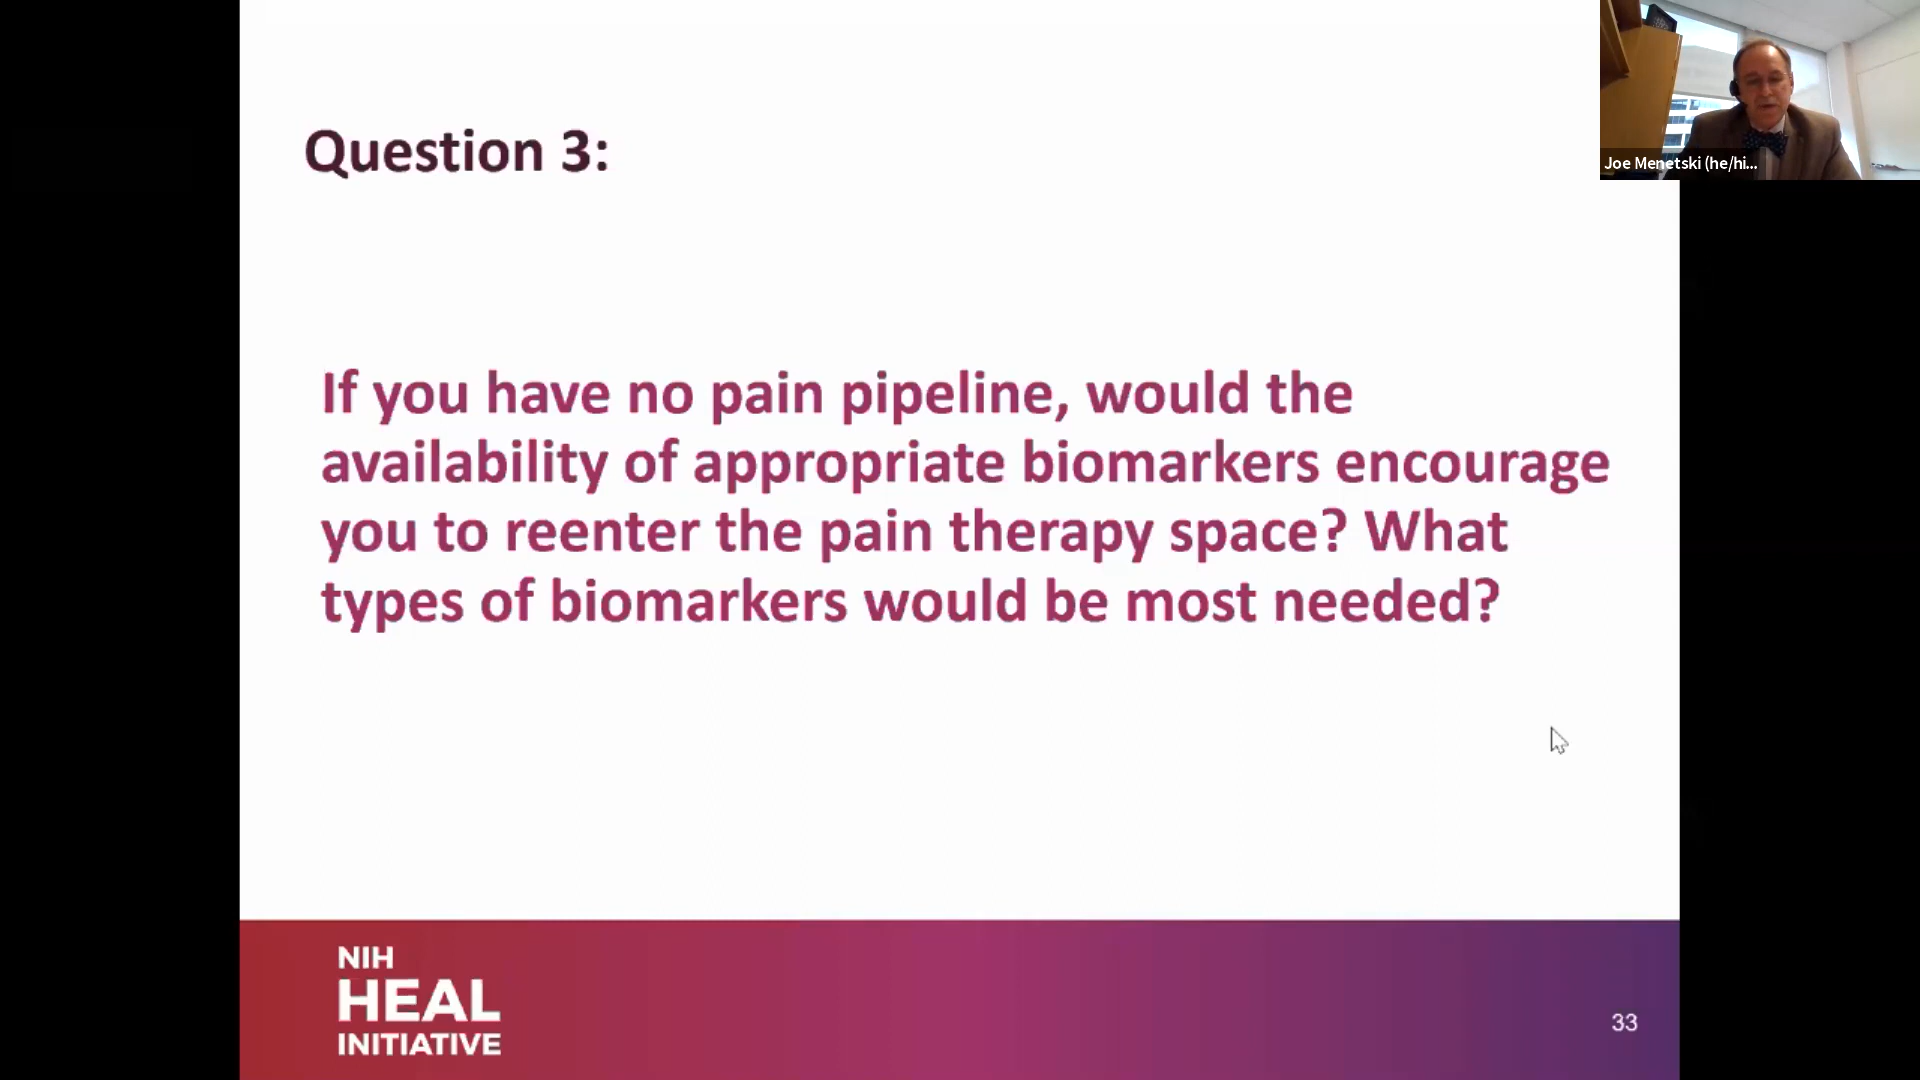 Question 3:
If you have no pain pipeline, would the
availability of appropriate biomarkers encourage
you to reenter the pain therapy space? What
types of biomarkers would be most needed?
Joe Menetski (he/hi...
NIH
HEAL
INITIATIVE
33